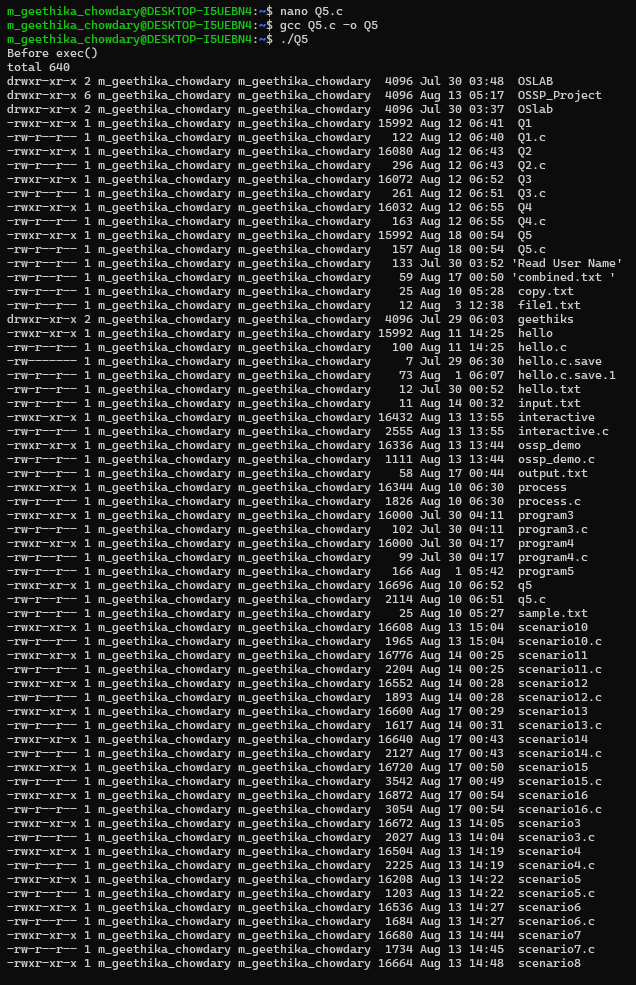 m_geethika_chowdary@DESKTOP-I5UEBN4:~$ nano Q5.c
m_geethika_chowdary@DESKTOP-I5UEBN4:~$ gcc Q5.c -o Q5
m_geethika_chowdary@DESKTOP-I5UEBN4:~$ ./Q5
Before exec()
total 640
drwxr-xr-x 2 m_geethika_chowdary m_geethika_chowdary  4096 Jul 30 03:48  OSLAB
drwxr-xr-x 6 m_geethika_chowdary m_geethika_chowdary  4096 Aug 13 05:17  OSSP_Project
drwxr-xr-x 2 m_geethika_chowdary m_geethika_chowdary  4096 Jul 30 03:37  OSlab
-rwxr-xr-x 1 m_geethika_chowdary m_geethika_chowdary 15992 Aug 12 06:41  Q1
-rw-r--r-- 1 m_geethika_chowdary m_geethika_chowdary   122 Aug 12 06:40  Q1.c
-rwxr-xr-x 1 m_geethika_chowdary m_geethika_chowdary 16080 Aug 12 06:43  Q2
-rw-r--r-- 1 m_geethika_chowdary m_geethika_chowdary   296 Aug 12 06:43  Q2.c
-rwxr-xr-x 1 m_geethika_chowdary m_geethika_chowdary 16072 Aug 12 06:52  Q3
-rw-r--r-- 1 m_geethika_chowdary m_geethika_chowdary   261 Aug 12 06:51  Q3.c
-rwxr-xr-x 1 m_geethika_chowdary m_geethika_chowdary 16032 Aug 12 06:55  Q4
-rw-r--r-- 1 m_geethika_chowdary m_geethika_chowdary   163 Aug 12 06:55  Q4.c
-rwxr-xr-x 1 m_geethika_chowdary m_geethika_chowdary 15992 Aug 18 00:54  Q5
-rw-r--r-- 1 m_geethika_chowdary m_geethika_chowdary   157 Aug 18 00:54  Q5.c
-rw-r--r-- 1 m_geethika_chowdary m_geethika_chowdary   133 Jul 30 03:52 'Read User Name'
-rw-r--r-- 1 m_geethika_chowdary m_geethika_chowdary    59 Aug 17 00:50 'combined.txt '
-rw-r--r-- 1 m_geethika_chowdary m_geethika_chowdary    25 Aug 10 05:28  copy.txt
-rw-r--r-- 1 m_geethika_chowdary m_geethika_chowdary    12 Aug  3 12:38  file1.txt
drwxr-xr-x 2 m_geethika_chowdary m_geethika_chowdary  4096 Jul 29 06:03  geethiks
-rwxr-xr-x 1 m_geethika_chowdary m_geethika_chowdary 15992 Aug 11 14:25  hello
-rw-r--r-- 1 m_geethika_chowdary m_geethika_chowdary   100 Aug 11 14:25  hello.c
-rw------- 1 m_geethika_chowdary m_geethika_chowdary     7 Jul 29 06:30  hello.c.save
-rw-r--r-- 1 m_geethika_chowdary m_geethika_chowdary    73 Aug  1 06:07  hello.c.save.1
-rw-r--r-- 1 m_geethika_chowdary m_geethika_chowdary    12 Jul 30 00:52  hello.txt
-rw-r--r-- 1 m_geethika_chowdary m_geethika_chowdary    11 Aug 14 00:32  input.txt
-rwxr-xr-x 1 m_geethika_chowdary m_geethika_chowdary 16432 Aug 13 13:55  interactive
-rw-r--r-- 1 m_geethika_chowdary m_geethika_chowdary  2555 Aug 13 13:55  interactive.c
-rwxr-xr-x 1 m_geethika_chowdary m_geethika_chowdary 16336 Aug 13 13:44  ossp_demo
-rw-r--r-- 1 m_geethika_chowdary m_geethika_chowdary  1111 Aug 13 13:44  ossp_demo.c
-rw-r--r-- 1 m_geethika_chowdary m_geethika_chowdary    58 Aug 17 00:44  output.txt
-rwxr-xr-x 1 m_geethika_chowdary m_geethika_chowdary 16344 Aug 10 06:30  process
-rw-r--r-- 1 m_geethika_chowdary m_geethika_chowdary  1826 Aug 10 06:30  process.c
-rwxr-xr-x 1 m_geethika_chowdary m_geethika_chowdary 16000 Jul 30 04:11  program3
-rw-r--r-- 1 m_geethika_chowdary m_geethika_chowdary   102 Jul 30 04:11  program3.c
-rwxr-xr-x 1 m_geethika_chowdary m_geethika_chowdary 16000 Jul 30 04:17  program4
-rw-r--r-- 1 m_geethika_chowdary m_geethika_chowdary    99 Jul 30 04:17  program4.c
-rw-r--r-- 1 m_geethika_chowdary m_geethika_chowdary   166 Aug  1 05:42  program5
-rwxr-xr-x 1 m_geethika_chowdary m_geethika_chowdary 16696 Aug 10 06:52  q5
-rw-r--r-- 1 m_geethika_chowdary m_geethika_chowdary  2114 Aug 10 06:51  q5.c
-rw-r--r-- 1 m_geethika_chowdary m_geethika_chowdary    25 Aug 10 05:27  sample.txt
-rwxr-xr-x 1 m_geethika_chowdary m_geethika_chowdary 16608 Aug 13 15:04  scenario10
-rw-r--r-- 1 m_geethika_chowdary m_geethika_chowdary  1965 Aug 13 15:04  scenario10.c
-rwxr-xr-x 1 m_geethika_chowdary m_geethika_chowdary 16776 Aug 14 00:25  scenario11
-rw-r--r-- 1 m_geethika_chowdary m_geethika_chowdary  2204 Aug 14 00:25  scenario11.c
-rwxr-xr-x 1 m_geethika_chowdary m_geethika_chowdary 16552 Aug 14 00:28  scenario12
-rw-r--r-- 1 m_geethika_chowdary m_geethika_chowdary  1893 Aug 14 00:28  scenario12.c
-rwxr-xr-x 1 m_geethika_chowdary m_geethika_chowdary 16600 Aug 17 00:29  scenario13
-rw-r--r-- 1 m_geethika_chowdary m_geethika_chowdary  1617 Aug 14 00:31  scenario13.c
-rwxr-xr-x 1 m_geethika_chowdary m_geethika_chowdary 16640 Aug 17 00:43  scenario14
-rw-r--r-- 1 m_geethika_chowdary m_geethika_chowdary  2127 Aug 17 00:43  scenario14.c
-rwxr-xr-x 1 m_geethika_chowdary m_geethika_chowdary 16720 Aug 17 00:50  scenario15
-rw-r--r-- 1 m_geethika_chowdary m_geethika_chowdary  3542 Aug 17 00:49  scenario15.c
-rwxr-xr-x 1 m_geethika_chowdary m_geethika_chowdary 16872 Aug 17 00:54  scenario16
-rw-r--r-- 1 m_geethika_chowdary m_geethika_chowdary  3054 Aug 17 00:54  scenario16.c
-rwxr-xr-x 1 m_geethika_chowdary m_geethika_chowdary 16672 Aug 13 14:05  scenario3
-rw-r--r-- 1 m_geethika_chowdary m_geethika_chowdary  2027 Aug 13 14:04  scenario3.c
-rwxr-xr-x 1 m_geethika_chowdary m_geethika_chowdary 16504 Aug 13 14:19  scenario4
-rw-r--r-- 1 m_geethika_chowdary m_geethika_chowdary  2225 Aug 13 14:19  scenario4.c
-rwxr-xr-x 1 m_geethika_chowdary m_geethika_chowdary 16208 Aug 13 14:22  scenario5
-rw-r--r-- 1 m_geethika_chowdary m_geethika_chowdary  1203 Aug 13 14:22  scenario5.c
-rwxr-xr-x 1 m_geethika_chowdary m_geethika_chowdary 16536 Aug 13 14:27  scenario6
-rw-r--r-- 1 m_geethika_chowdary m_geethika_chowdary  1684 Aug 13 14:27  scenario6.c
-rwxr-xr-x 1 m_geethika_chowdary m_geethika_chowdary 16680 Aug 13 14:44  scenario7
-rw-r--r-- 1 m_geethika_chowdary m_geethika_chowdary  1734 Aug 13 14:45  scenario7.c
-rwxr-xr-x 1 m_geethika_chowdary m_geethika_chowdary 16664 Aug 13 14:48  scenario8